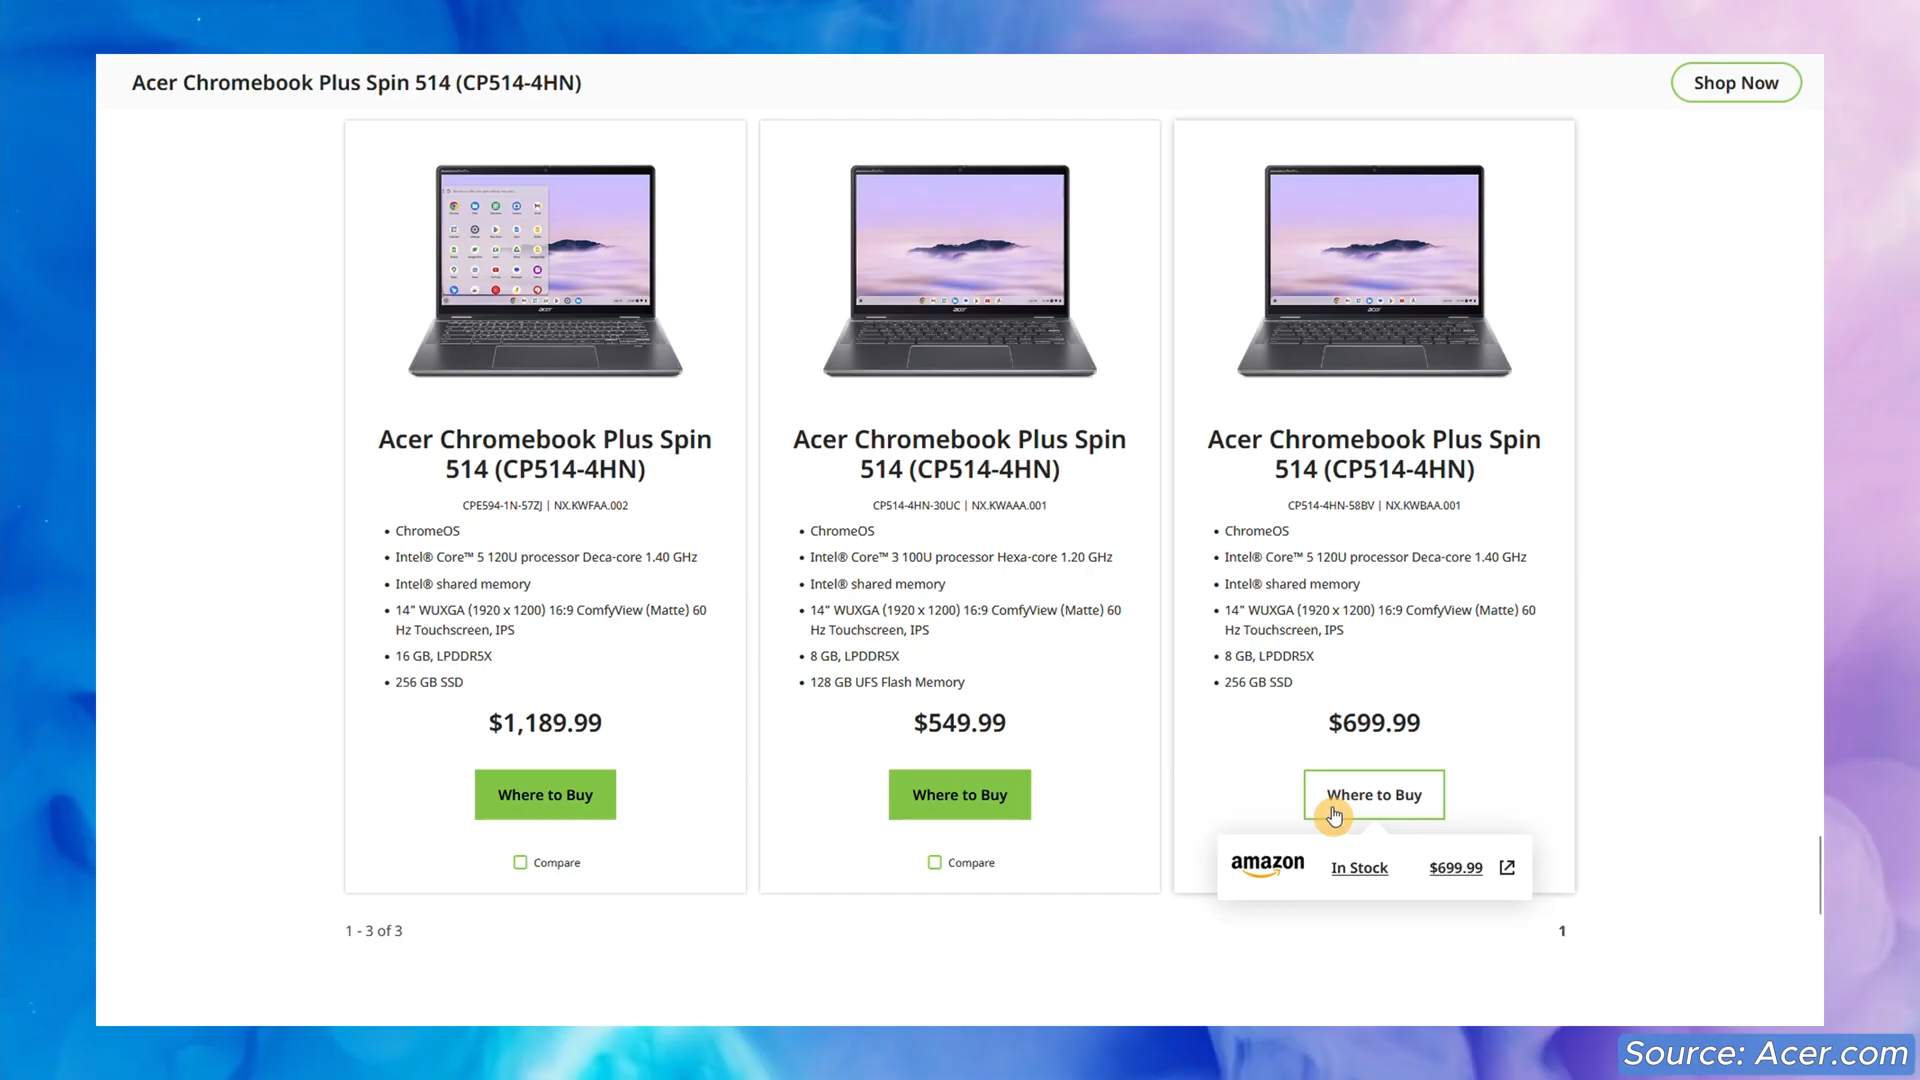 Acer Chromebook Plus Spin 514 (CP514-4HN)
Shop Now
acer
Acer Chromebook Plus Spin
514 (CP514-4HN)
CPE594-1N-57ZJ | NX.KWFAA.002
• ChromeOS
• Intel® Core™ 5 120U processor Deca-core 1.40 GHz
• Intel® shared memory
• 14" WUXGA (1920 x 1200) 16:9 ComfyView (Matte) 60
Hz Touchscreen, IPS
• 16 GB, LPDDR5X
• 256 GB SSD
$1,189.99
Where to Buy
Compare
acer
Acer Chromebook Plus Spin
514 (CP514-4HN)
CP514-4HN-30UC | NX.KWAAA.001
• ChromeOS
• Intel® Core™ 3 100U processor Hexa-core 1.20 GHz
• Intel® shared memory
• 14" WUXGA (1920 x 1200) 16:9 ComfyView (Matte) 60
Hz Touchscreen, IPS
• 8 GB, LPDDR5X
• 128 GB UFS Flash Memory
$549.99
Where to Buy
Compare
acer
Acer Chromebook Plus Spin
514 (CP514-4HN)
CP514-4HN-58BV | NX.KWBAA.001
• ChromeOS
• Intel® Core™ 5 120U processor Deca-core 1.40 GHz
• Intel® shared memory
• 14" WUXGA (1920 x 1200) 16:9 ComfyView (Matte) 60
Hz Touchscreen, IPS
• 8 GB, LPDDR5X
• 256 GB SSD
$699.99
Where to Buy
amazon In Stock $699.99
1 - 3 of 3
1
Source: Acer.com